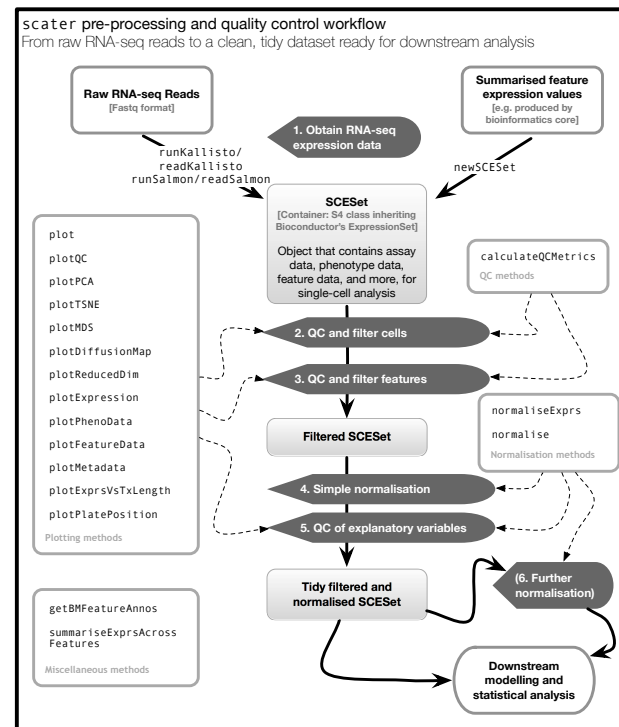 scater pre-processing and quality control workflow
From raw RNA-seq reads to a clean, tidy dataset ready for downstream analysis
Raw RNA-seq Reads
[Fastq format]
Summarised feature
expression values
[e.g. produced by
bioinformatics core]
1. Obtain RNA-seq
expression data
runKallisto/
readKallisto
runSalmon/readSalmon
newSCESet
SCESet
[Container: S4 class inheriting
Bioconductor's ExpressionSet]
Object that contains assay
data, phenotype data,
feature data, and more, for
single-cell analysis
plot
plotQC
plotPCA
plotTSNE
plotMDS
plotDiffusionMap
plotReducedDim
plotExpression
plotPhenoData
plotFeatureData
plotMetadata
plotExprsVsTxLength
plotPlatePosition
Plotting methods
calculateQCMetrics
QC methods
2. QC and filter cells
3. QC and filter features
Filtered SCESet
normaliseExprs
normalise
Normalisation methods
4. Simple normalisation
5. QC of explanatory variables
Tidy filtered and
normalised SCESet
(6. Further
normalisation)
getBMFeatureAnnos
summariseExprsAcross
Features
Miscellaneous methods
Downstream
modelling and
statistical analysis